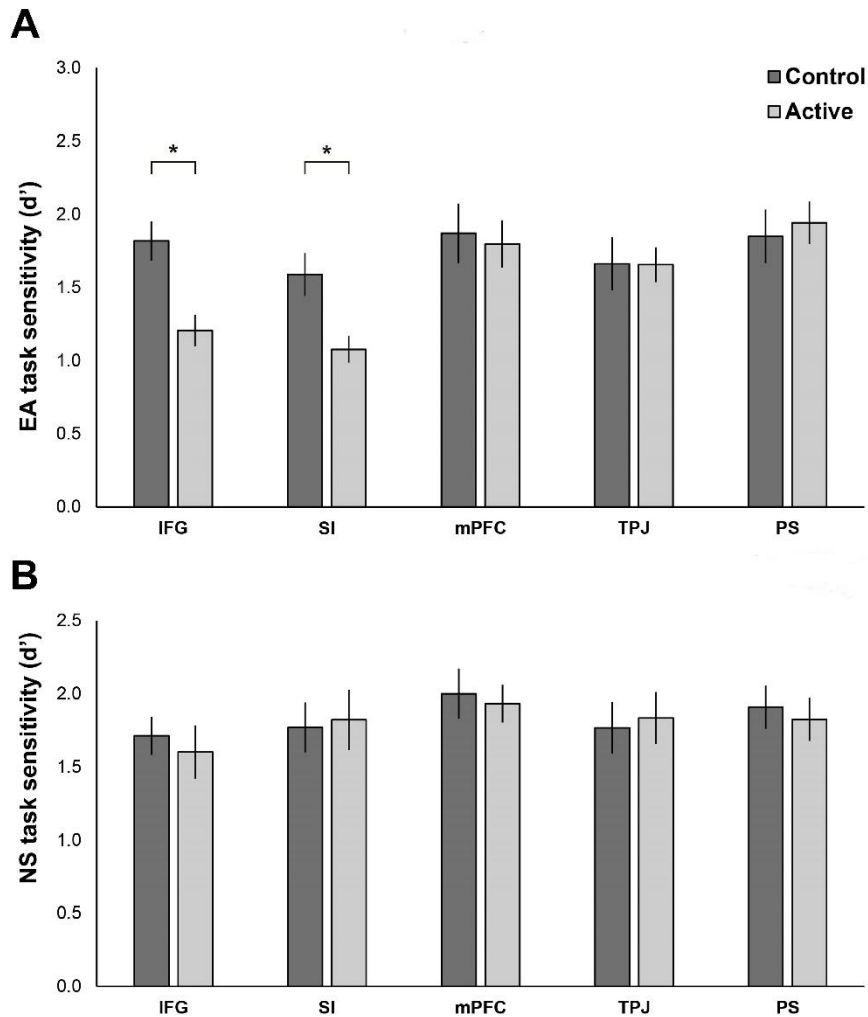 A
EA task sensitivity (d’)
3.0
2.5
2.0
1.5
1.0
0.5
0.0
Control
Active
*
*
IFG SI mPFC TPJ PS
B
NS task sensitivity (d’)
2.5
2.0
1.5
1.0
0.5
0.0
IFG SI mPFC TPJ PS